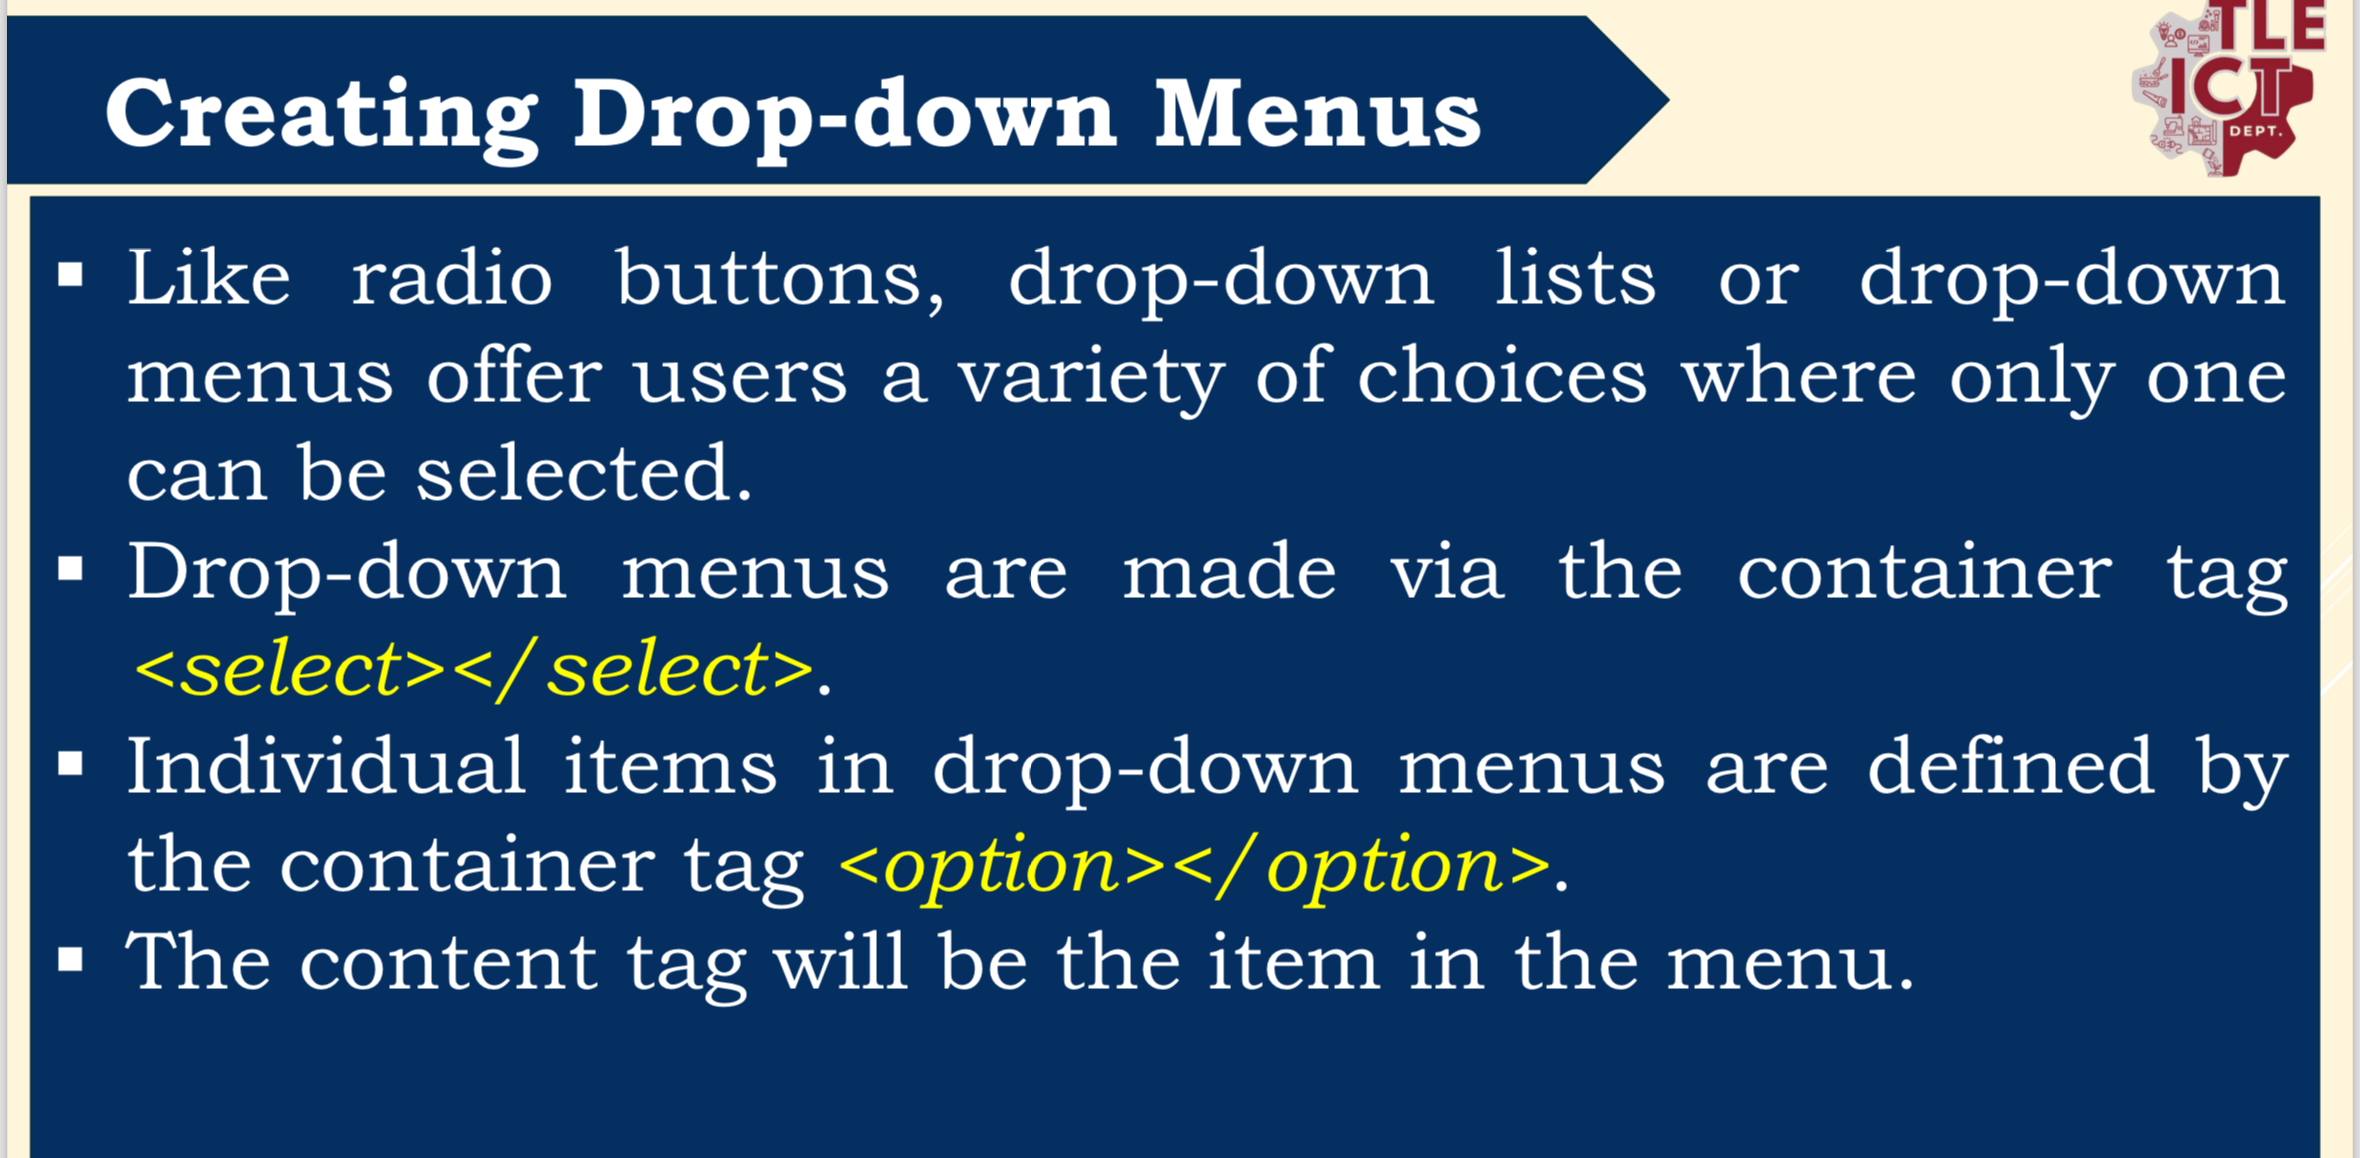 TLE
ICT
DEPT.
Creating Drop-down Menus
▪ Like radio buttons, drop-down lists or drop-down
menus offer users a variety of choices where only one
can be selected.
▪ Drop-down menus are made via the container tag
<select></select>.
▪ Individual items in drop-down menus are defined by
the container tag <option></option>.
▪ The content tag will be the item in the menu.